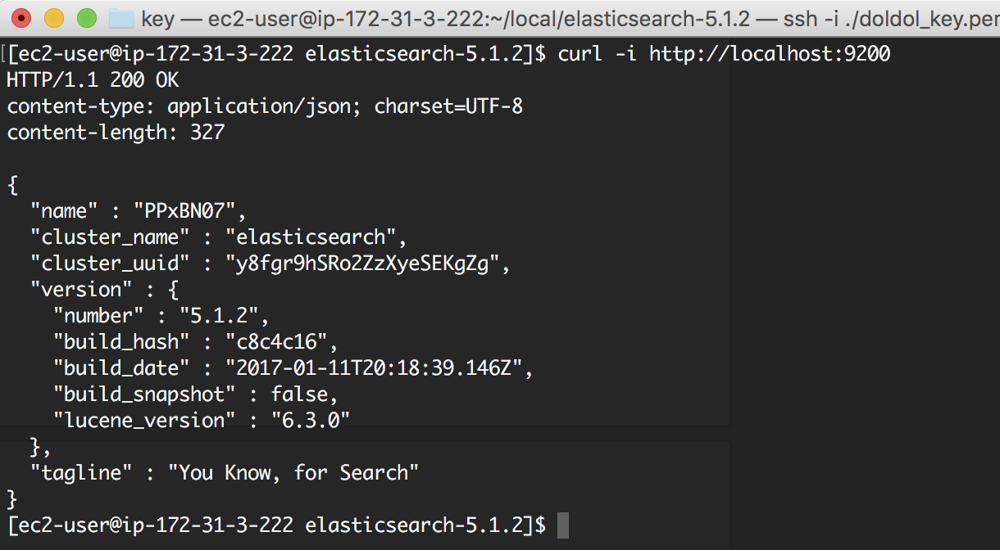 key — ec2-user@ip-172-31-3-222:~/local/elasticsearch-5.1.2 — ssh -i ./doldol_key.per
[[ec2-user@ip-172-31-3-222 elasticsearch-5.1.2]$ curl -i http://localhost:9200
HTTP/1.1 200 OK
content-type: application/json; charset=UTF-8
content-length: 327
{
  "name" : "PPxBN07",
  "cluster_name" : "elasticsearch",
  "cluster_uuid" : "y8fgr9hSRo2ZzXyeSEKgZg",
  "version" : {
    "number" : "5.1.2",
    "build_hash" : "c8c4c16",
    "build_date" : "2017-01-11T20:18:39.146Z",
    "build_snapshot" : false,
    "lucene_version" : "6.3.0"
  },
  "tagline" : "You Know, for Search"
}
[ec2-user@ip-172-31-3-222 elasticsearch-5.1.2]$